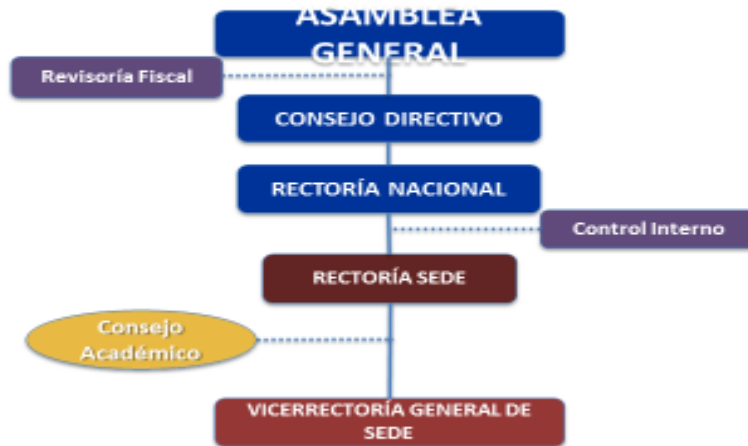 ASAMBLEA
GENERAL
Revisoría Fiscal
CONSEJO DIRECTIVO
RECTORÍA NACIONAL
Control Interno
RECTORÍA SEDE
Consejo
Académico
VICERRECTORÍA GENERAL DE
SEDE